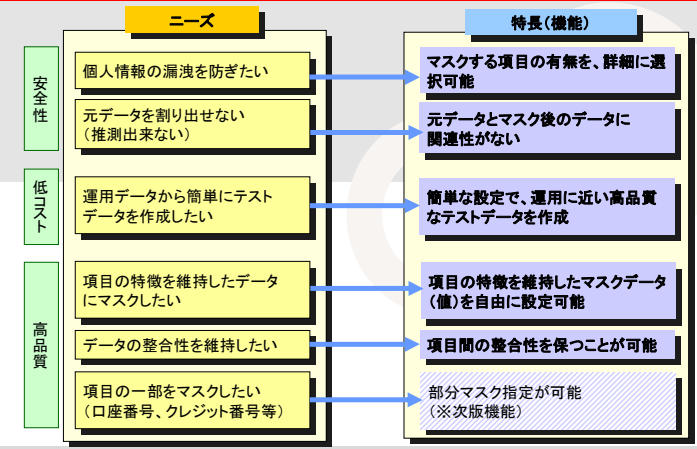 ニーズ
特長（機能）
安全性
個人情報の漏洩を防ぎたい
マスクする項目の有無を、詳細に選
択可能
元データを割り出せない
（推測出来ない）
元データとマスク後のデータに
関連性がない
低コスト
運用データから簡単にテスト
データを作成したい
簡単な設定で、運用に近い高品質
なテストデータを作成
高品質
項目の特徴を維持したデータ
にマスクしたい
項目の特徴を維持したマスクデータ
（値）を自由に設定可能
データの整合性を維持したい
項目間の整合性を保つことが可能
項目の一部をマスクしたい
（口座番号、クレジット番号等）
部分マスク指定が可能
（※次版機能）